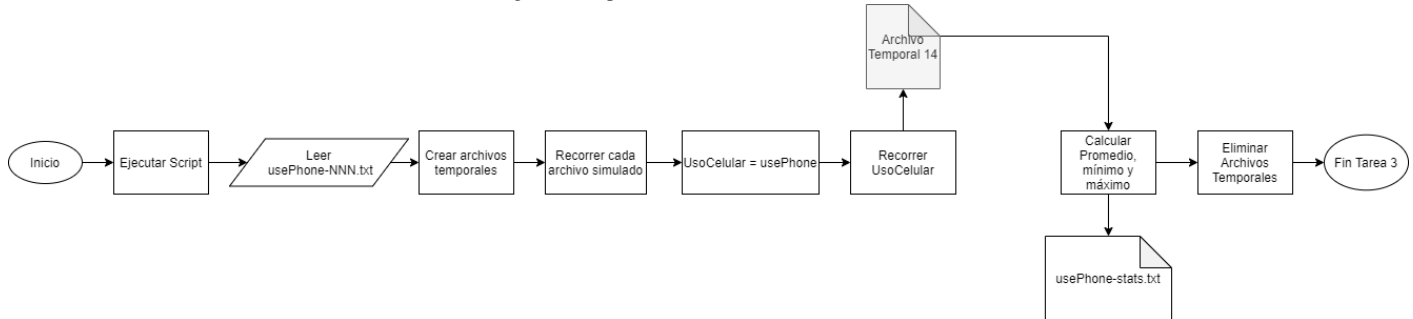 Archivo
Temporal 14
Inicio
Ejecutar Script
Leer
usePhone-NNN.txt
Crear archivos
temporales
Recorrer cada
archivo simulado
UsoCelular = usePhone
Recorrer
UsoCelular
Calcular
Promedio,
mínimo y
máximo
Eliminar
Archivos
Temporales
Fin Tarea 3
usePhone-stats.txt